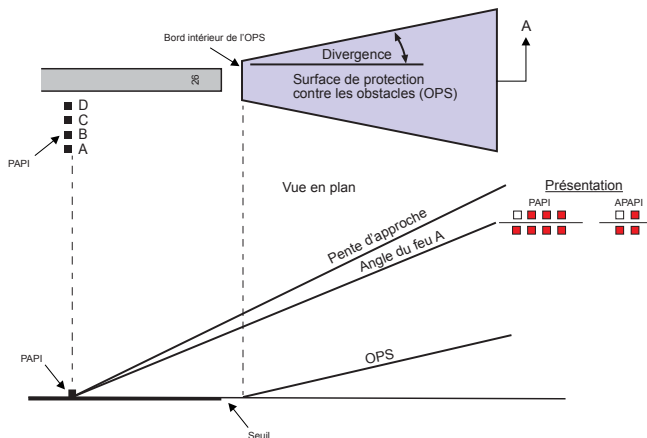 Bord intérieur de l'OPS
A
Divergence
26
Surface de protection
contre les obstacles (OPS)
D
C
B
A
PAPI
Vue en plan
Présentation
PAPI
APAPI
Pente d'approche
Angle du feu A
PAPI
OPS
Seuil